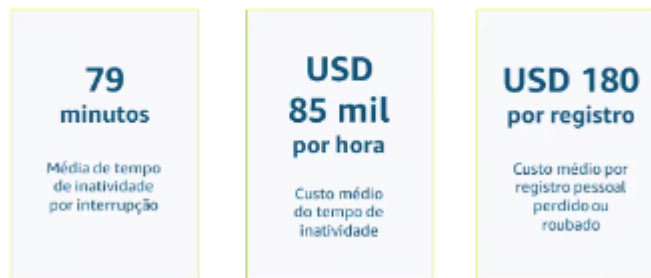 79
minutos
Média de tempo
de inatividade
por interrupção
USD
85 mil
por hora
Custo médio
do tempo de
inatividade
USD 180
por registro
Custo médio por
registro pessoal
perdido ou
roubado